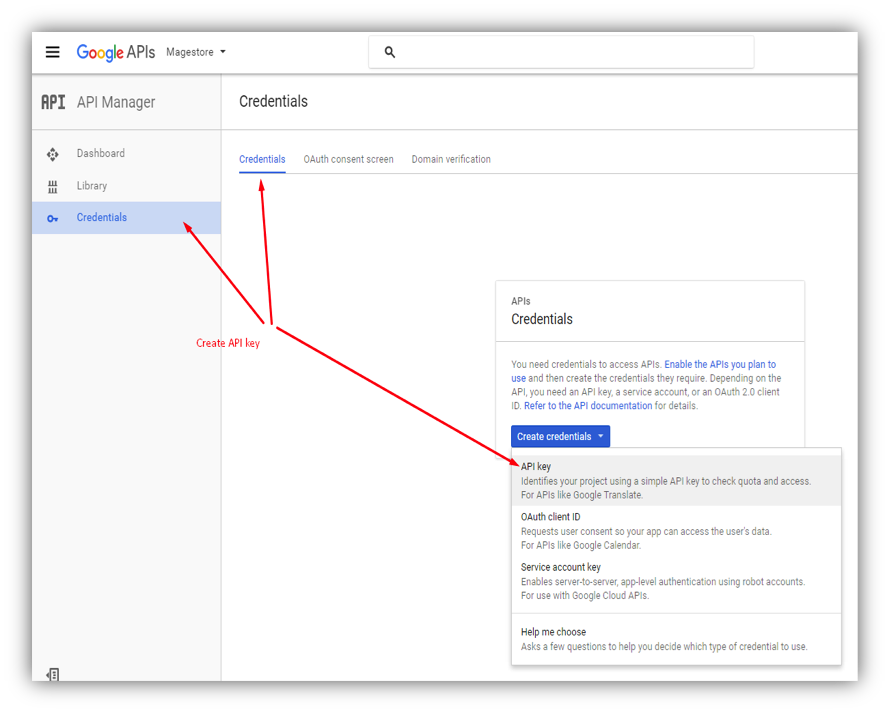 Google APIs Magestore
API API Manager
Credentials
Dashboard
Library
Credentials
Credentials OAuth consent screen Domain verification
Create API key
APIs
Credentials
You need credentials to access APIs. Enable the APIs you plan to
use and then create the credentials they require. Depending on the
API, you need an API key, a service account, or an OAuth 2.0 client
ID. Refer to the API documentation for details.
Create credentials
API key
Identifies your project using a simple API key to check quota and access.
For APIs like Google Translate.
OAuth client ID
Requests user consent so your app can access the user's data.
For APIs like Google Calendar.
Service account key
Enables server-to-server, app-level authentication using robot accounts.
For use with Google Cloud APIs.
Help me choose
Asks a few questions to help you decide which type of credential to use.